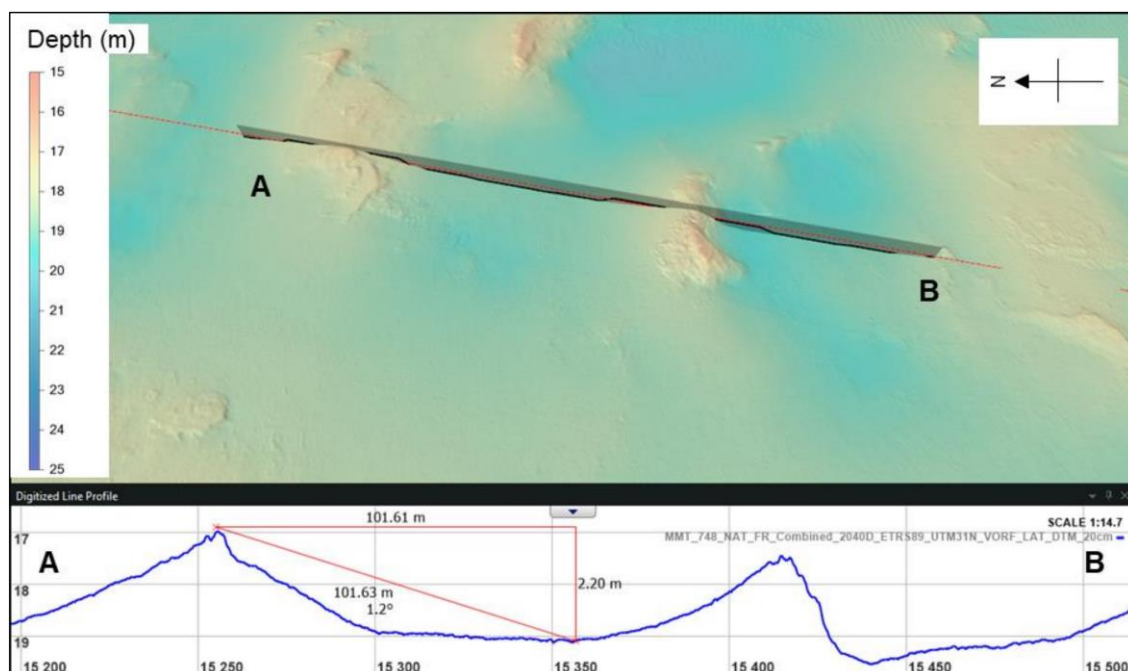 Depth (m)
15
16
17
18
19
20
21
22
23
24
25
N
A
B
Digitized Line Profile
101.61 m
SCALE 1:14.7
MMT_748_NAT_FR_Combined_2040D_ETRS89_UTM31N_VORF_LAT_DTM_20cm
17
A
B
18
101.63 m
1.2°
2.20 m
19
15 200
15 250
15 300
15 350
15 400
15 450
15 500